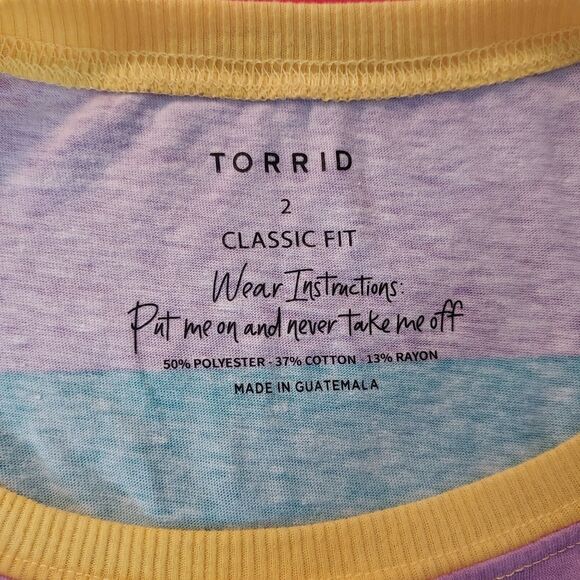 TORRID
2
CLASSIC FIT
Wear Instructions:
Put me on and never take me off
50% POLYESTER - 37% COTTON - 13% RAYON
MADE IN GUATEMALA